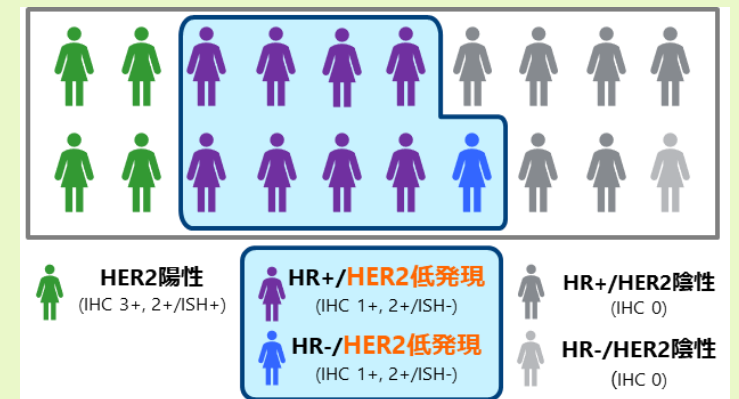 HER2陽性
(IHC 3+, 2+/ISH+)
HR+/HER2低発現
(IHC 1+, 2+/ISH-)
HR-/HER2低発現
(IHC 1+, 2+/ISH-)
HR+/HER2陰性
(IHC 0)
HR-/HER2陰性
(IHC 0)